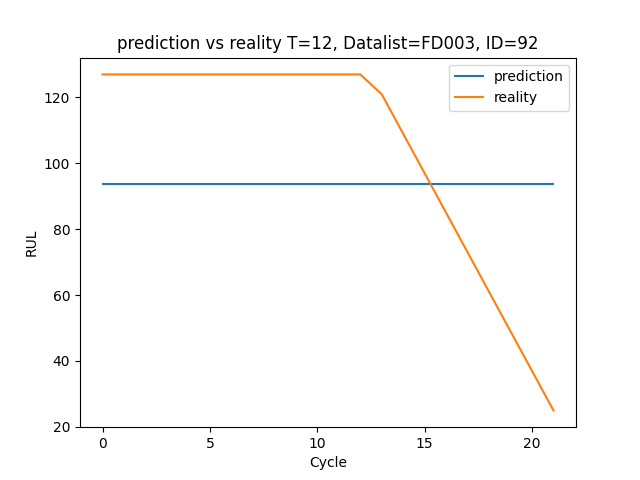 prediction vs reality T=12, Datalist=FD003, ID=92
prediction
reality
120
100
80
60
40
20
RUL
0 5 10 15 20
Cycle